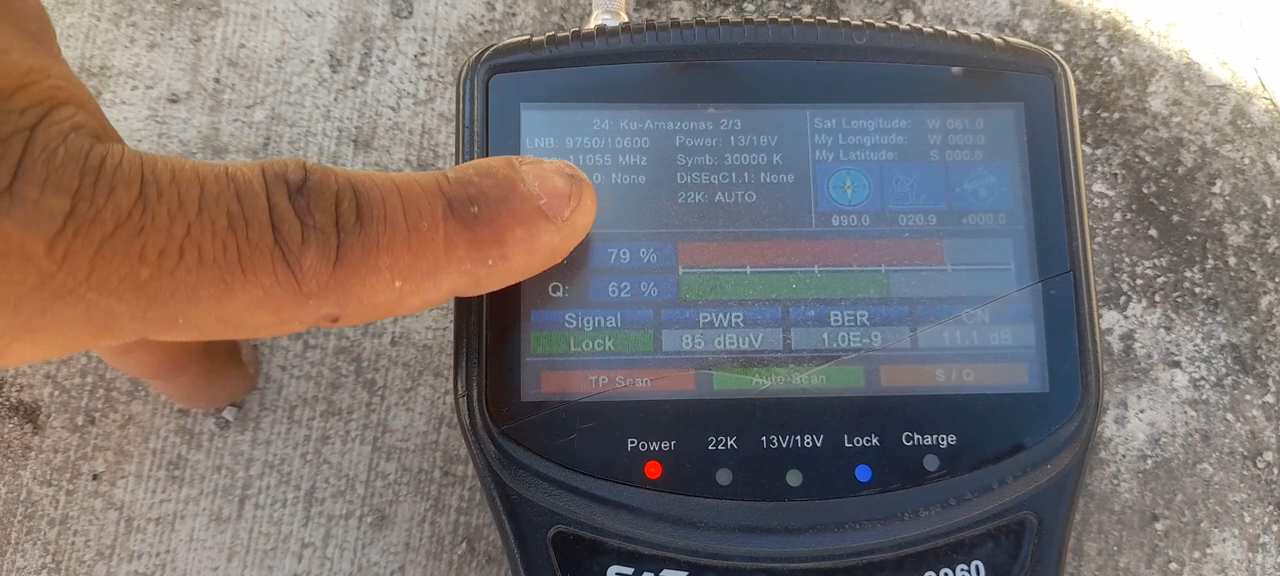 24: Ku-Amazonas 2/3
LNB: 9750/10600 Power: 13/18V
11055 MHz Symb: 30000 K
.0: None DiSEqC1.1: None
22K: AUTO
Sat Longitude: W 061.0
My Longitude: W 000.0
My Latitude: S 000.0
090.0 020.9 +000.0
79 %
Q: 62 %
Signal PWR BER CN
Lock 85 dBuV 1.0E-9 11.1 dB
TP Scan Auto Scan S / Q
Power 22K 13V/18V Lock Charge